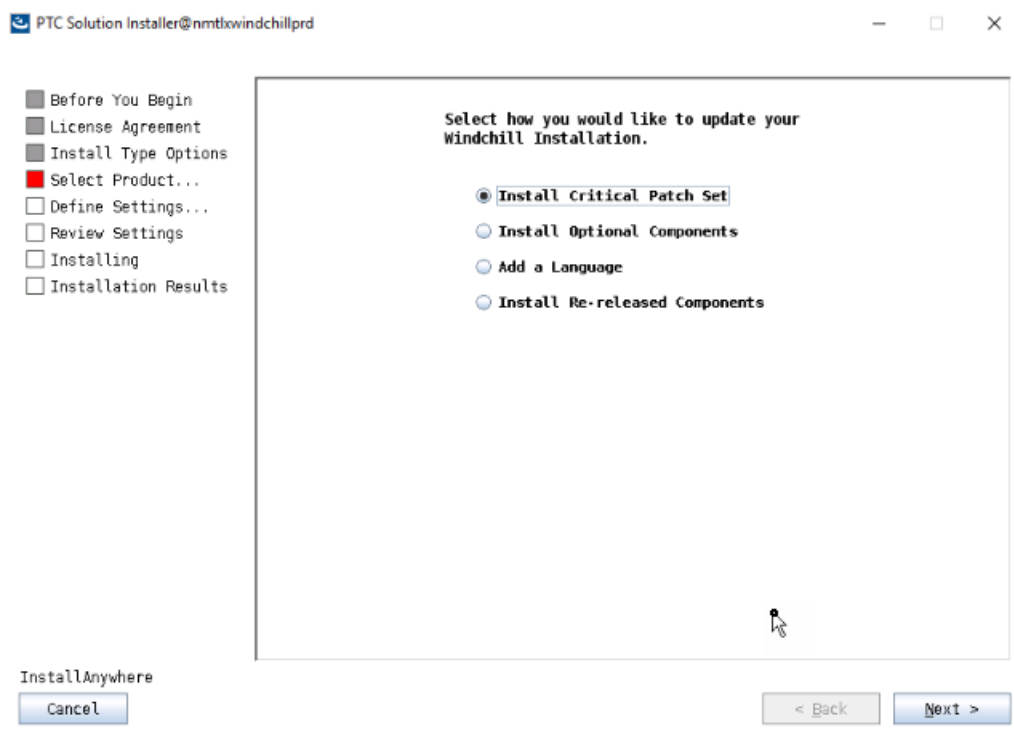 PTC Solution Installer@nmtlxwindchillprd
Before You Begin
License Agreement
Install Type Options
Select Product...
Define Settings...
Review Settings
Installing
Installation Results
Select how you would like to update your
Windchill Installation.
Install Critical Patch Set
Install Optional Components
Add a Language
Install Re-released Components
InstallAnywhere
Cancel
< Back
Next >